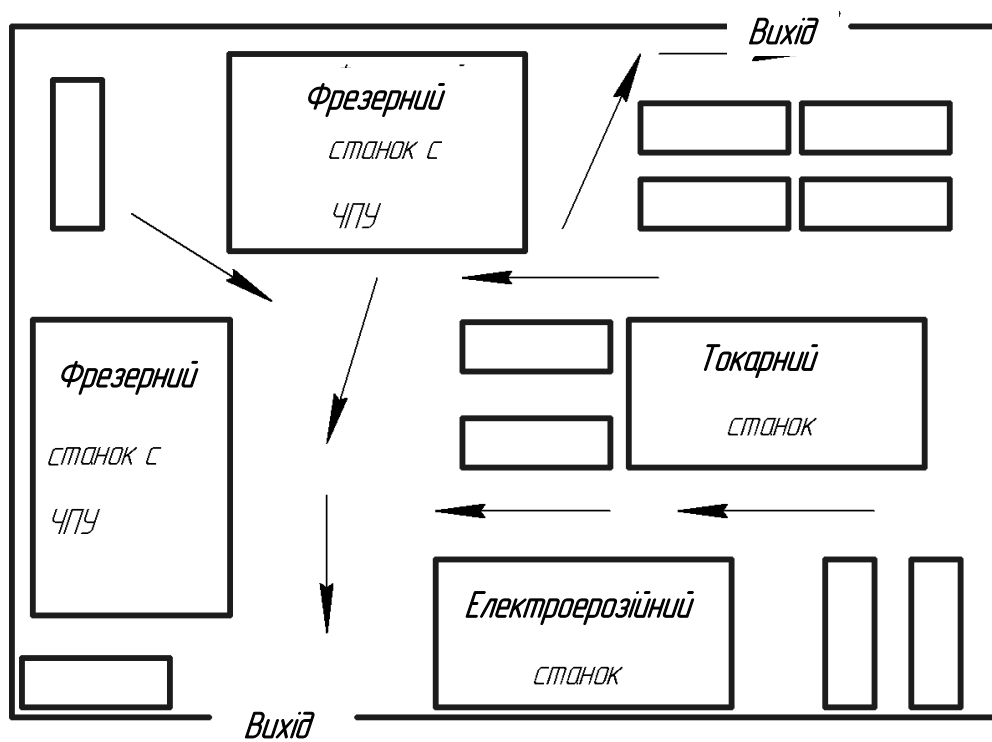 Вихід
Фрезерний
станок с
ЧПУ
Фрезерний
станок с
ЧПУ
Токарний
станок
Електроерозійний
станок
Вихід